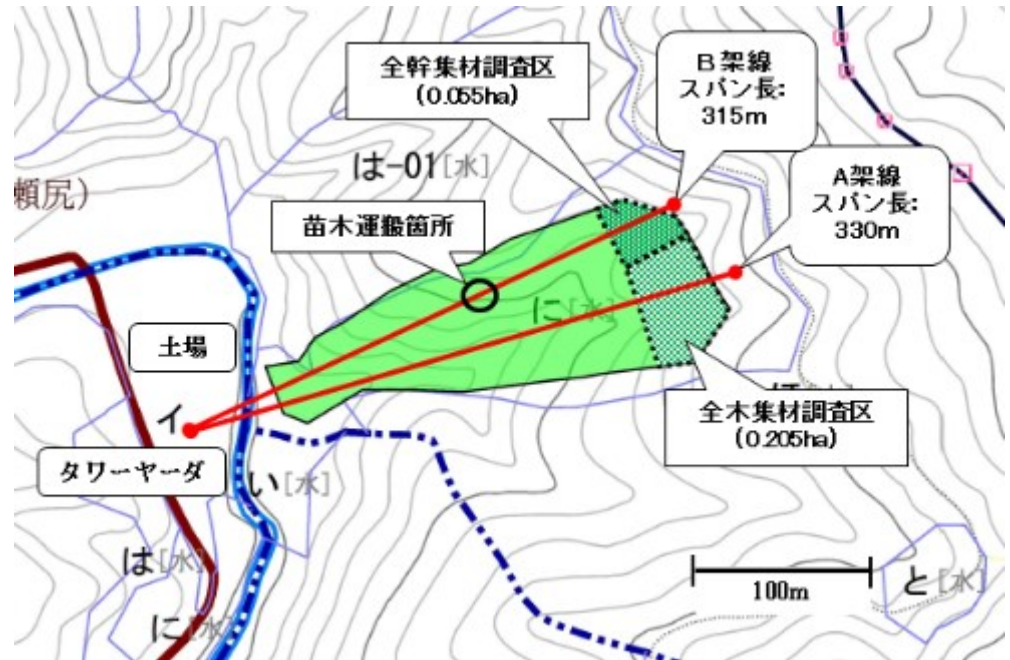 全幹集材調査区
(0.055ha)
B架線
スパン長:
315m
A架線
スパン長:
330m
は-01[水]
瀬尻)
苗木運搬箇所
に[水]
土場
イ
タワーヤーダ
全木集材調査区
(0.205ha)
い[水]
は[水]
に[水]
100m
と[水]